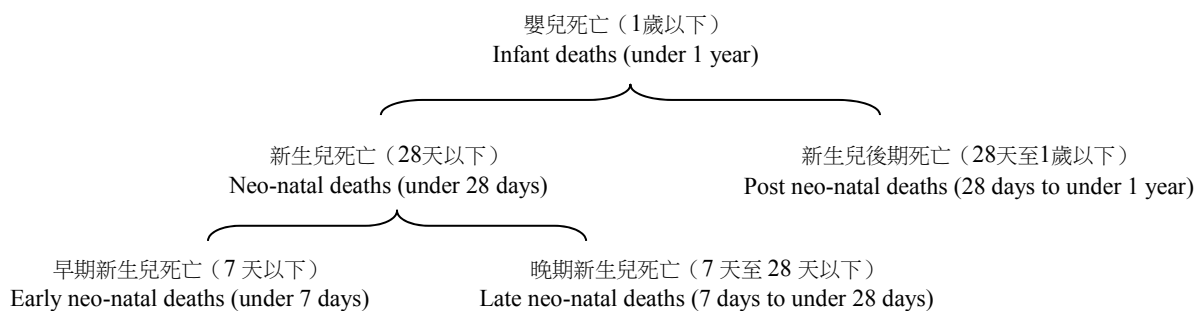 嬰兒死亡（1歲以下）
Infant deaths (under 1 year)
新生兒死亡（28天以下）
Neo-natal deaths (under 28 days)
新生兒後期死亡（28天至1歲以下）
Post neo-natal deaths (28 days to under 1 year)
早期新生兒死亡（7 天以下）
Early neo-natal deaths (under 7 days)
晚期新生兒死亡（7 天至 28 天以下）
Late neo-natal deaths (7 days to under 28 days)